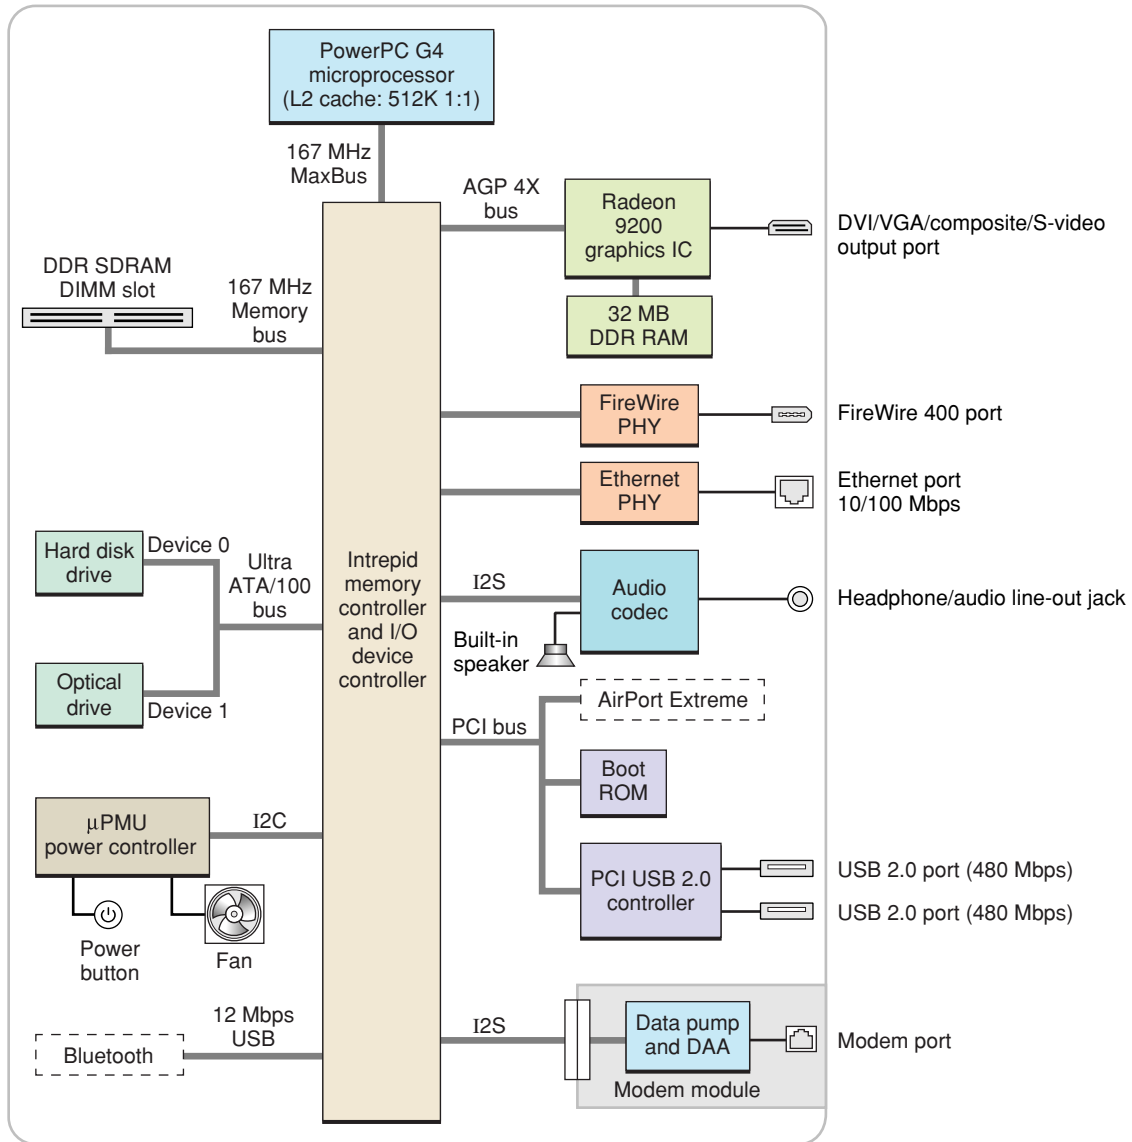 PowerPC G4
microprocessor
(L2 cache: 512K 1:1)
167 MHz
MaxBus
AGP 4X
bus
Radeon
9200
graphics IC
DVI/VGA/composite/S-video
output port
DDR SDRAM
DIMM slot
167 MHz
Memory
bus
32 MB
DDR RAM
FireWire
PHY
FireWire 400 port
Ethernet
PHY
Ethernet port
10/100 Mbps
Hard disk
drive
Device 0
Ultra
ATA/100
bus
Optical
drive
Device 1
Intrepid
memory
controller
and I/O
device
controller
I2S
Audio
codec
Headphone/audio line-out jack
Built-in
speaker
AirPort Extreme
PCI bus
Boot
ROM
µPMU
power controller
I2C
Power
button
Fan
PCI USB 2.0
controller
USB 2.0 port (480 Mbps)
USB 2.0 port (480 Mbps)
12 Mbps
USB
Bluetooth
I2S
Data pump
and DAA
Modem port
Modem module